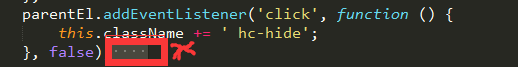 parentEl.addEventListener('click', function () {
    this.className += ' hc-hide';
}, false)